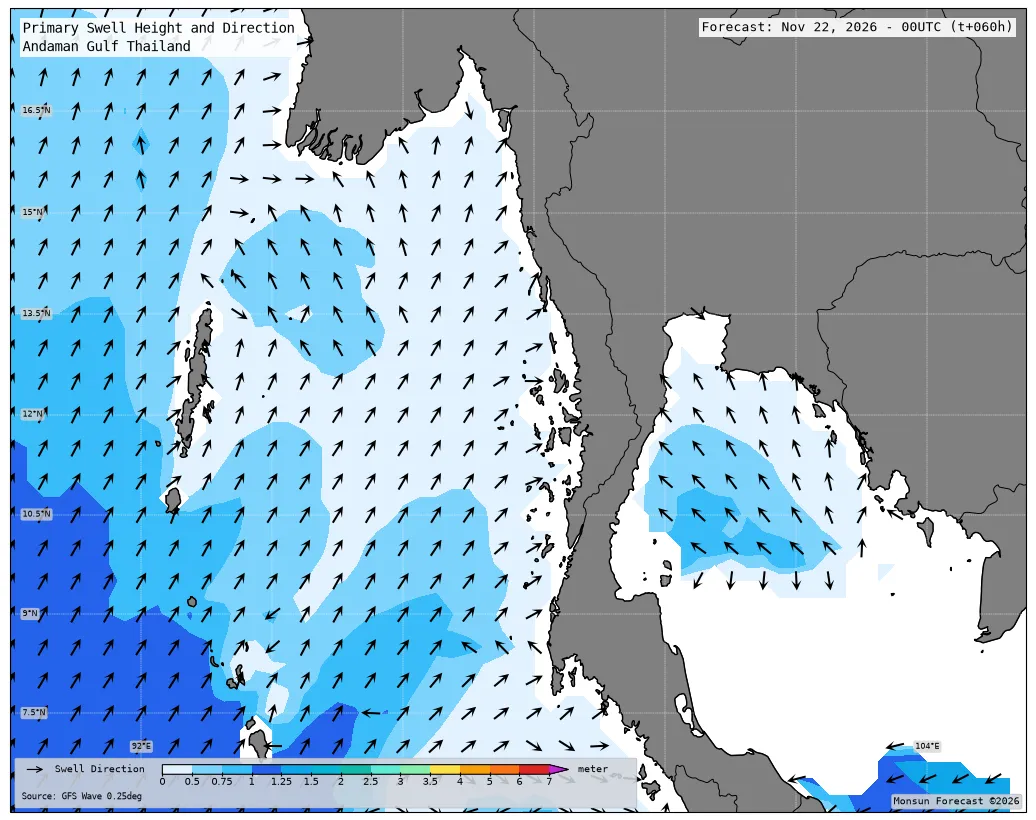 Primary Swell Height and Direction
Andaman Gulf Thailand
Forecast: Nov 22, 2026 - 00UTC (t+060h)
16.5°N
15°N
13.5°N
12°N
10.5°N
9°N
7.5°N
92°E
104°E
Swell Direction
meter
0 0.5 0.75 1 1.25 1.5 2 2.5 3 3.5 4 5 6 7
Source: GFS Wave 0.25deg
Monsun Forecast ©2026